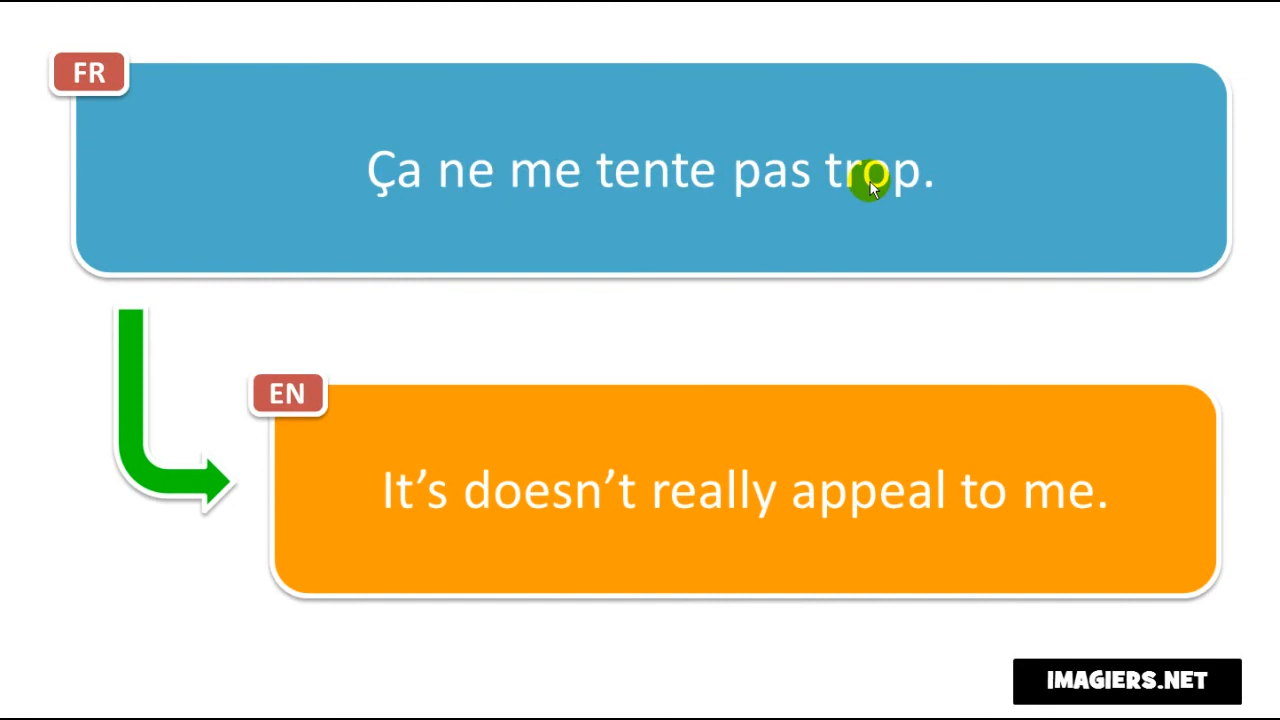 FR
Ça ne me tente pas trop.
EN
It’s doesn’t really appeal to me.
IMAGIERS.NET